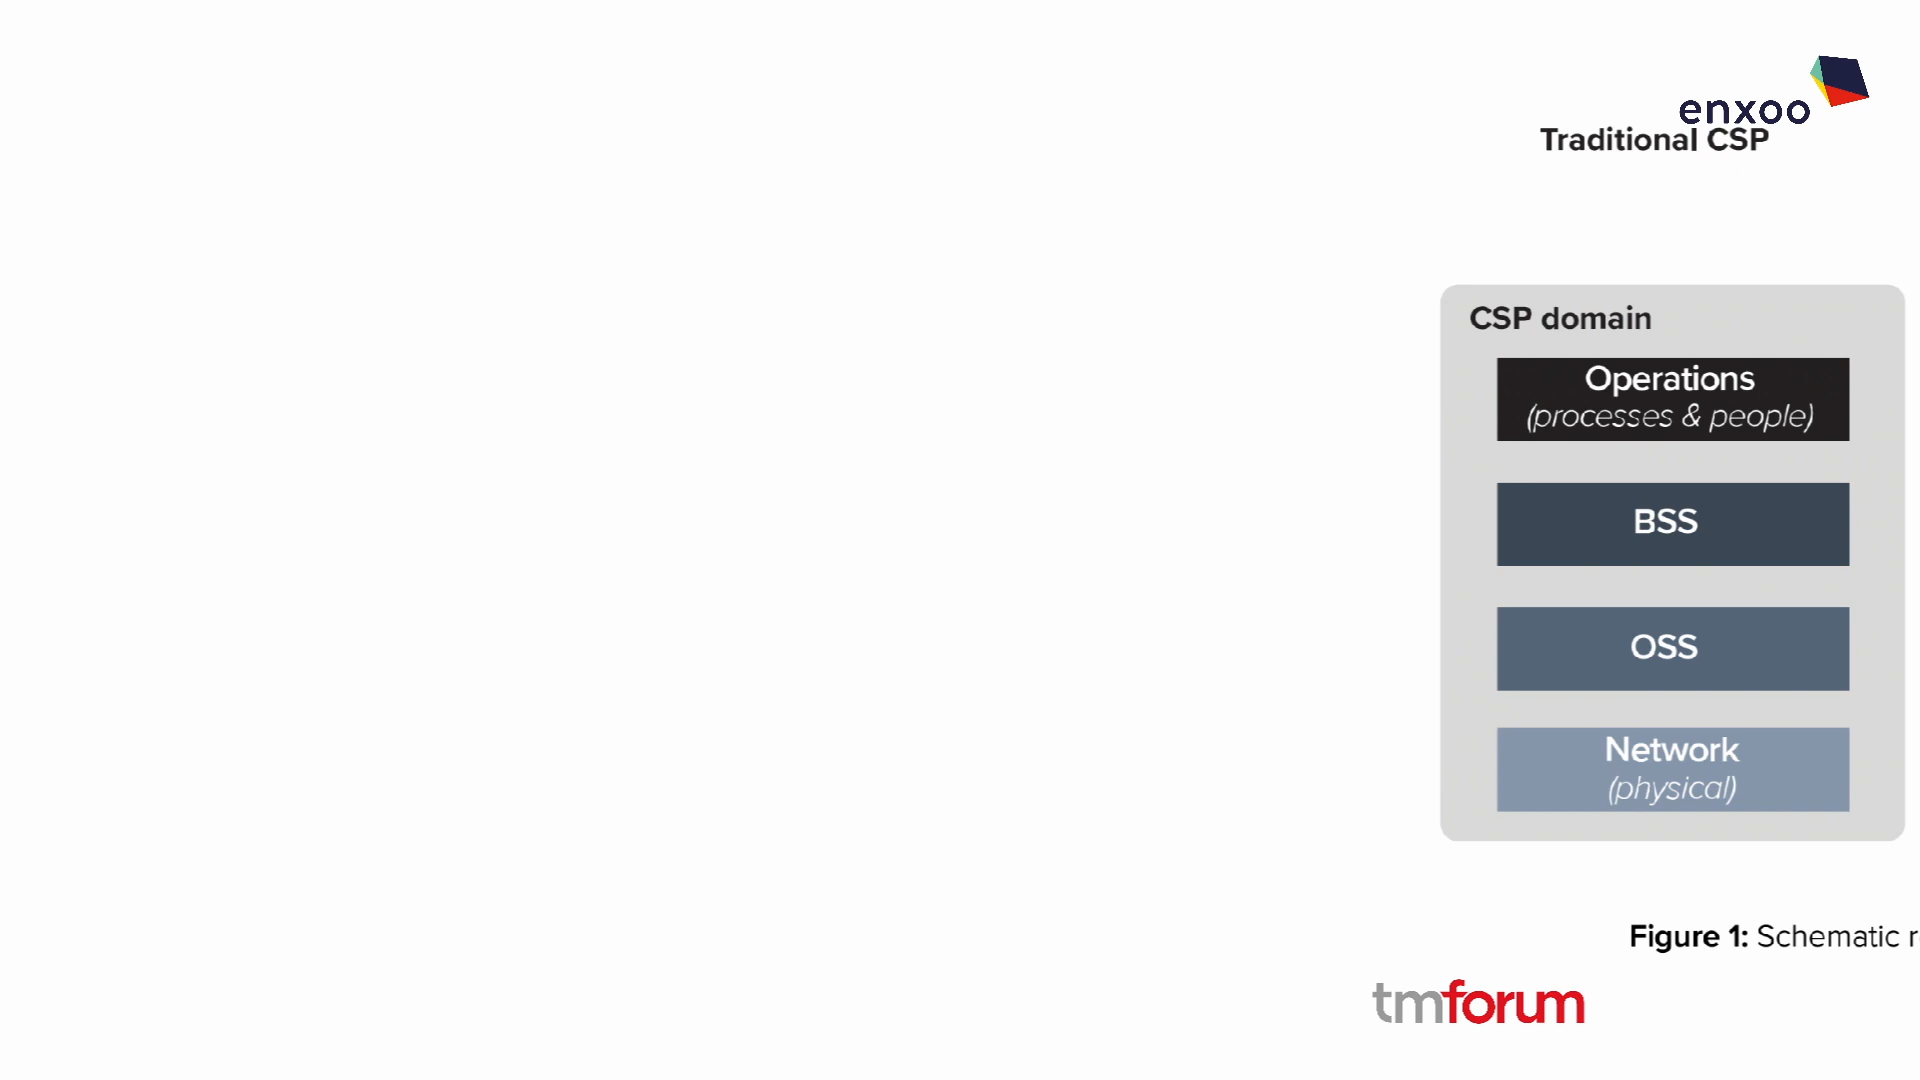 enxoo
Traditional CSP
CSP domain
Operations
(processes & people)
BSS
OSS
Network
(physical)
Figure 1: Schematic
tmforum